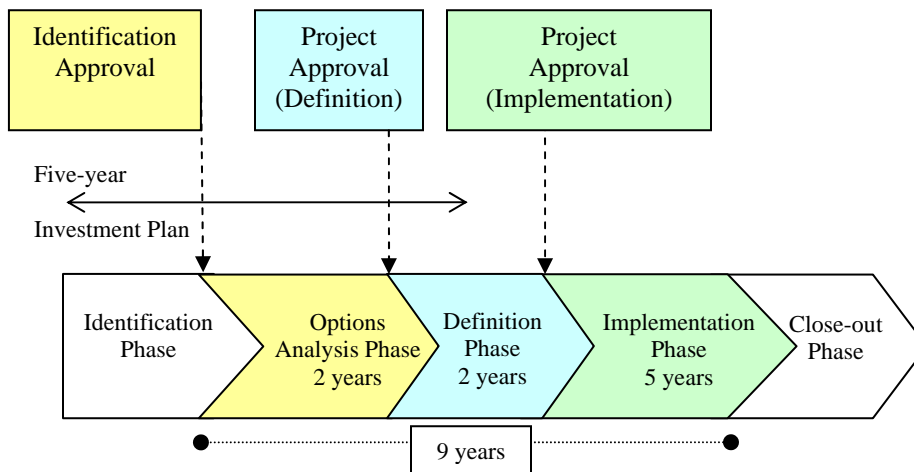 Identification
Approval
Project
Approval
(Definition)
Project
Approval
(Implementation)
Five-year
Investment Plan
Identification
Phase
Options
Analysis Phase
2 years
Definition
Phase
2 years
Implementation
Phase
5 years
Close-out
Phase
9 years